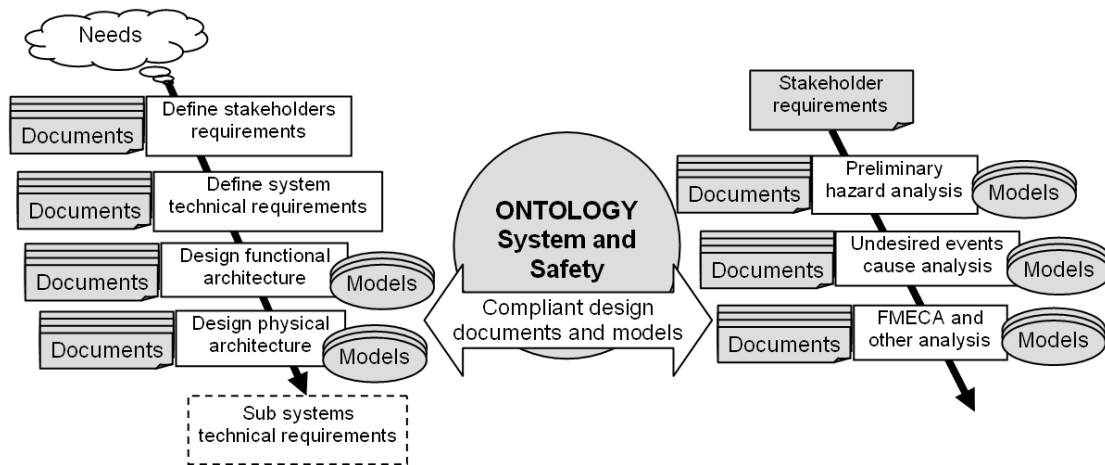 Needs
Documents
Define stakeholders
requirements
Documents
Define system
technical requirements
Documents
Design functional
architecture
Models
Documents
Design physical
architecture
Models
Sub systems
technical requirements
ONTOLOGY
System and
Safety
Compliant design
documents and models
Stakeholder
requirements
Documents
Preliminary
hazard analysis
Models
Documents
Undesired events
cause analysis
Models
Documents
FMECA and
other analysis
Models